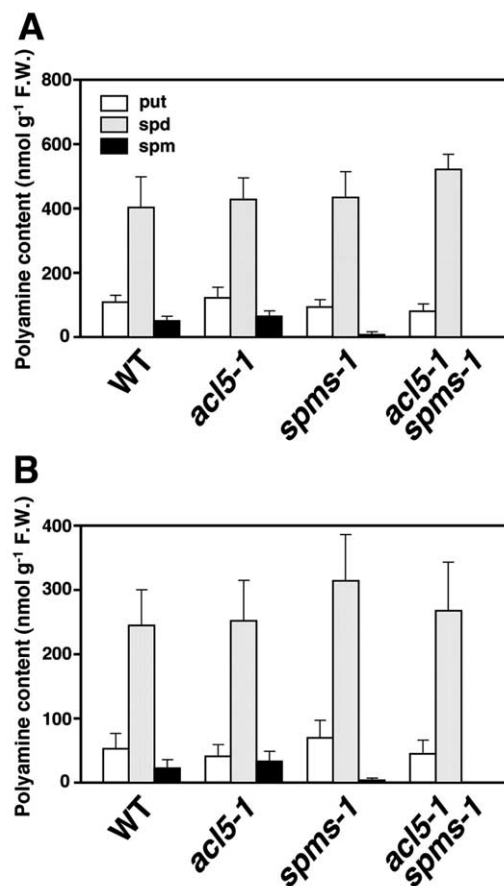 A
Polyamine content (nmol g⁻¹ F.W.)
800
600
400
200
0
put
spd
spm
WT
acl5-1
spms-1
acl5-1
spms-1
B
Polyamine content (nmol g⁻¹ F.W.)
400
300
200
100
0
WT
acl5-1
spms-1
acl5-1
spms-1